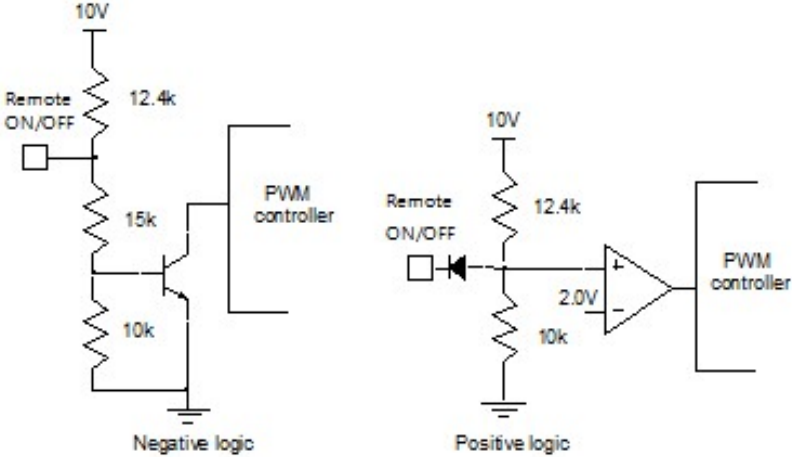 10V
12.4k
Remote
ON/OFF
15k
PWM
controller
10k
Negative logic
10V
Remote
12.4k
ON/OFF
+
2.0V
−
PWM
controller
10k
Positive logic